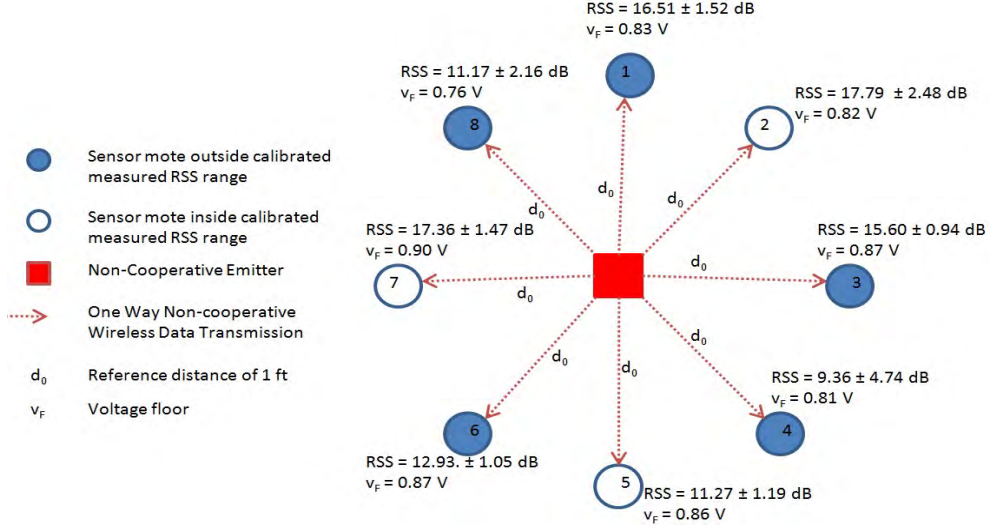 RSS = 16.51 ± 1.52 dB
vF = 0.83 V
1
RSS = 11.17 ± 2.16 dB
vF = 0.76 V
8
RSS = 17.79 ± 2.48 dB
vF = 0.82 V
2
Sensor mote outside calibrated
measured RSS range
Sensor mote inside calibrated
measured RSS range
Non-Cooperative Emitter
One Way Non-cooperative
Wireless Data Transmission
d0 Reference distance of 1 ft
vF Voltage floor
d0
d0
d0
RSS = 17.36 ± 1.47 dB
vF = 0.90 V
7
d0
d0
RSS = 15.60 ± 0.94 dB
vF = 0.87 V
3
d0
d0
d0
RSS = 9.36 ± 4.74 dB
vF = 0.81 V
4
6
RSS = 12.93. ± 1.05 dB
vF = 0.87 V
5
RSS = 11.27 ± 1.19 dB
vF = 0.86 V